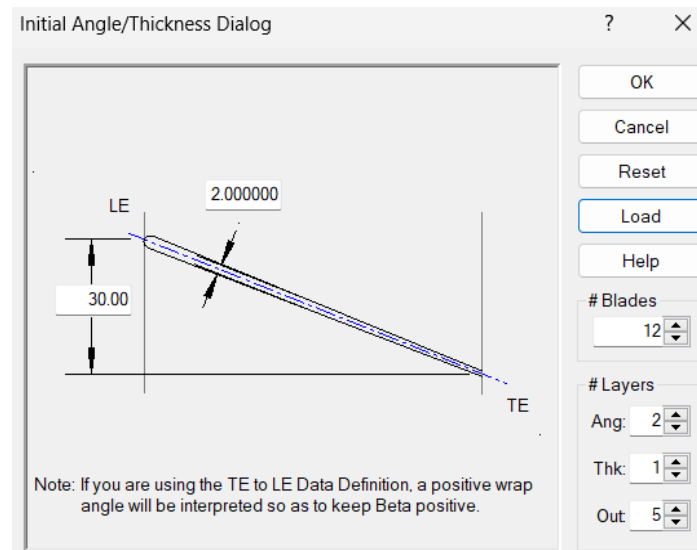 Initial Angle/Thickness Dialog ?
OK
Cancel
Reset
Load
Help
LE
2.000000
30.00
TE
# Blades
12
# Layers
Ang: 2
Thk: 1
Out: 5
Note: If you are using the TE to LE Data Definition, a positive wrap
angle will be interpreted so as to keep Beta positive.